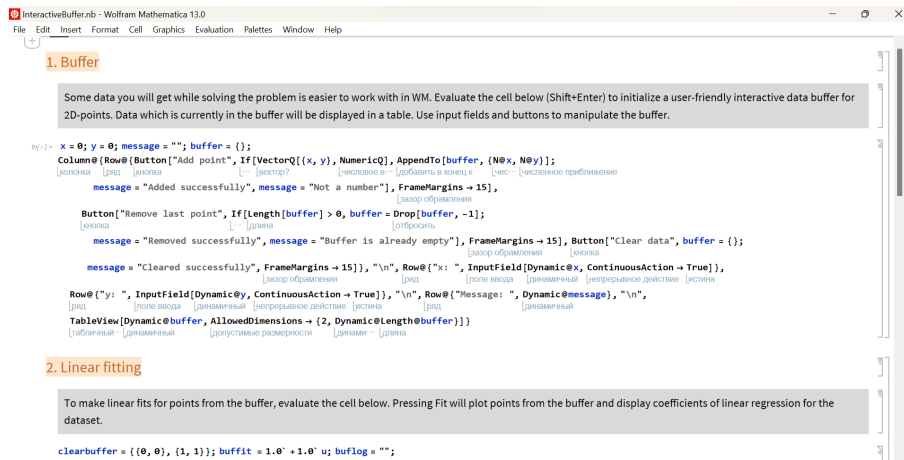 InteractiveBuffer.nb - Wolfram Mathematica 13.0
File Edit Insert Format Cell Graphics Evaluation Palettes Window Help
1. Buffer
Some data you will get while solving the problem is easier to work with in WM. Evaluate the cell below (Shift+Enter) to initialize a user-friendly interactive data buffer for
2D-points. Data which is currently in the buffer will be displayed in a table. Use input fields and buttons to manipulate the buffer.
In[•]:= x = 0; y = 0; message = ""; buffer = {};
Column@{Row@{Button["Add point", If[VectorQ[{x, y}, NumericQ], AppendTo[buffer, {N@x, N@y}];
колонка ряд кнопка ⋯ вектор? числовое в⋯ добавить в конец к чис⋯ численное приближение
message = "Added successfully", message = "Not a number"], FrameMargins → 15],
зазор обрамления
Button["Remove last point", If[Length[buffer] > 0, buffer = Drop[buffer, -1];
кнопка ⋯ длина отбросить
message = "Removed successfully", message = "Buffer is already empty"], FrameMargins → 15], Button["Clear data", buffer = {};
зазор обрамления кнопка
message = "Cleared successfully", FrameMargins → 15]}, "\n", Row@{"x: ", InputField[Dynamic@x, ContinuousAction → True]},
зазор обрамления ряд поле ввода динамичный непрерывное действие истина
Row@{"y: ", InputField[Dynamic@y, ContinuousAction → True]}, "\n", Row@{"Message: ", Dynamic@message}, "\n",
ряд поле ввода динамичный непрерывное действие истина ряд динамичный
TableView[Dynamic@buffer, AllowedDimensions → {2, Dynamic@Length@buffer}]}
табличный⋯ динамичный допустимые размерности динами⋯ длина
2. Linear fitting
To make linear fits for points from the buffer, evaluate the cell below. Pressing Fit will plot points from the buffer and display coefficients of linear regression for the
dataset.
clearbuffer = {{0, 0}, {1, 1}}; buffit = 1.0` + 1.0` u; buflog = "";